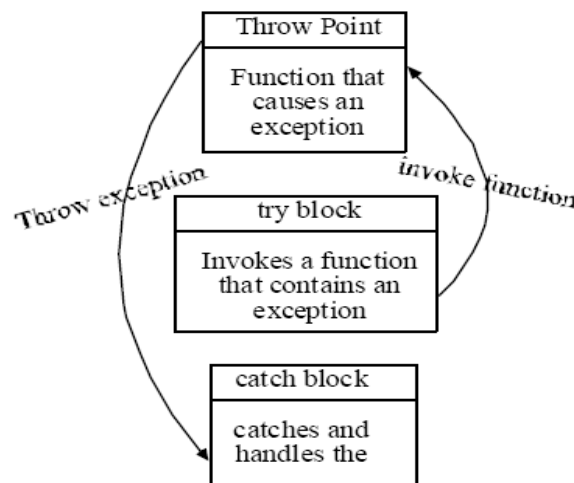 Throw Point
Function that
causes an
exception
Throw exception
invoke function
try block
Invokes a function
that contains an
exception
catch block
catches and
handles the